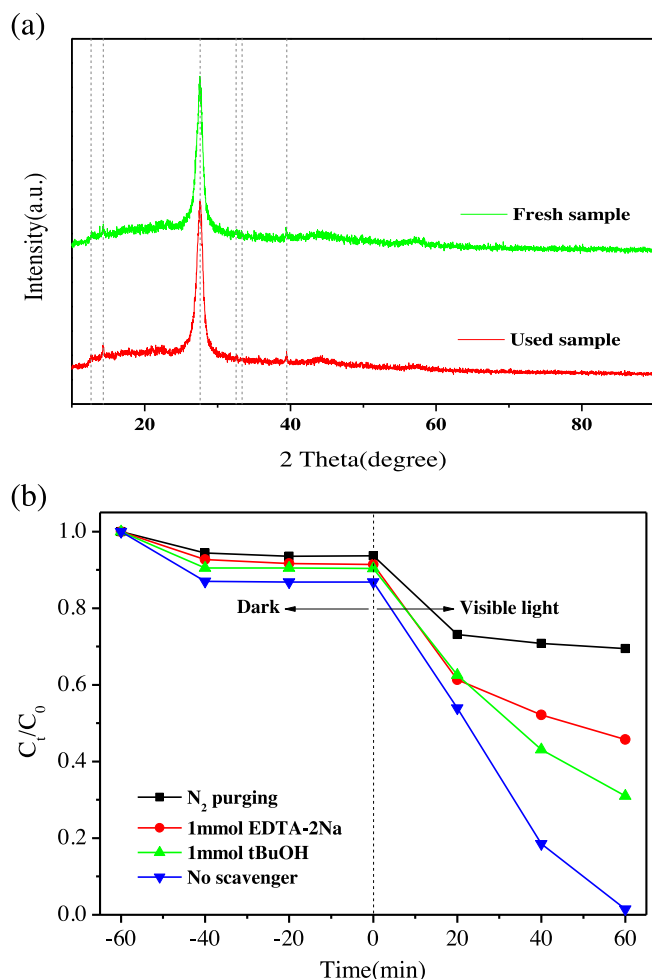 (a)
Intensity(a.u.)
Fresh sample
Used sample
20 40 60 80
2 Theta(degree)
(b)
1.0
0.8
0.6
0.4
0.2
0.0
Cₜ/C₀
Dark Visible light
N₂ purging
1mmol EDTA-2Na
1mmol tBuOH
No scavenger
-60 -40 -20 0 20 40 60
Time(min)